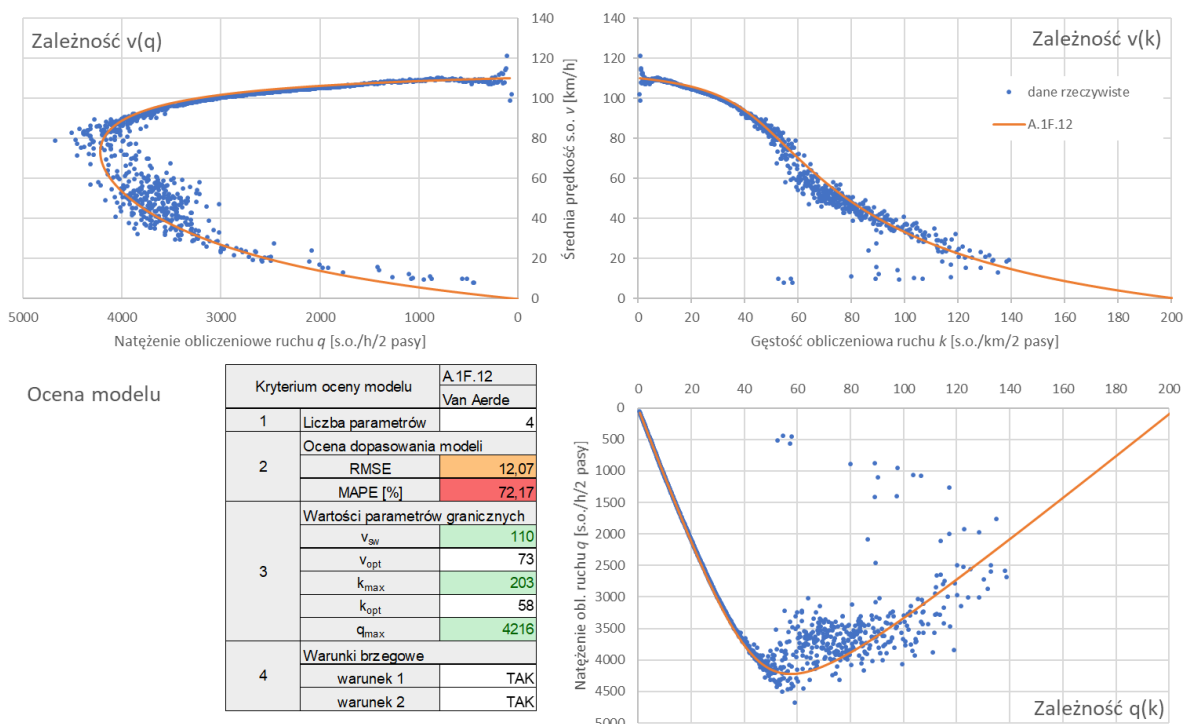 Zależność v(q)
140
120
100
80
60
40
20
0
5000 4000 3000 2000 1000 0
Średnia prędkość s.o. v [km/h]
Natężenie obliczeniowe ruchu q [s.o./h/2 pasy]
Zależność v(k)
140
120
100
80
60
40
20
0
0 20 40 60 80 100 120 140 160 180 200
dane rzeczywiste
A.1F.12
Gęstość obliczeniowa ruchu k [s.o./km/2 pasy]
Ocena modelu
Kryterium oceny modelu A.1F.12
Van Aerde
1 Liczba parametrów 4
2 Ocena dopasowania modeli
RMSE 12,07
MAPE [%] 72,17
3 Wartości parametrów granicznych
vsw 110
vopt 73
kmax 203
kopt 58
qmax 4216
4 Warunki brzegowe
warunek 1 TAK
warunek 2 TAK
0 20 40 60 80 100 120 140 160 180 200
0
500
1000
1500
2000
2500
3000
3500
4000
4500
5000
Natężenie obl. ruchu q [s.o./h/2 pasy]
Zależność q(k)